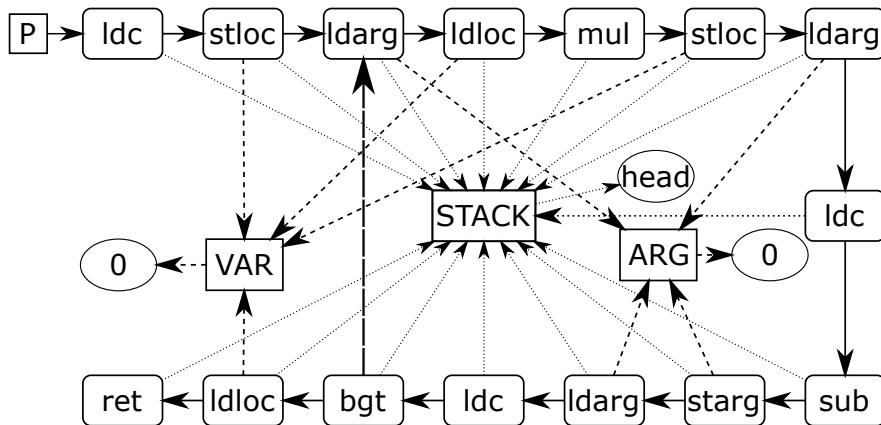 P ldc stloc ldarg ldloc mul stloc ldarg
head
STACK ldc
0 VAR ARG 0
ret ldloc bgt ldc ldarg starg sub